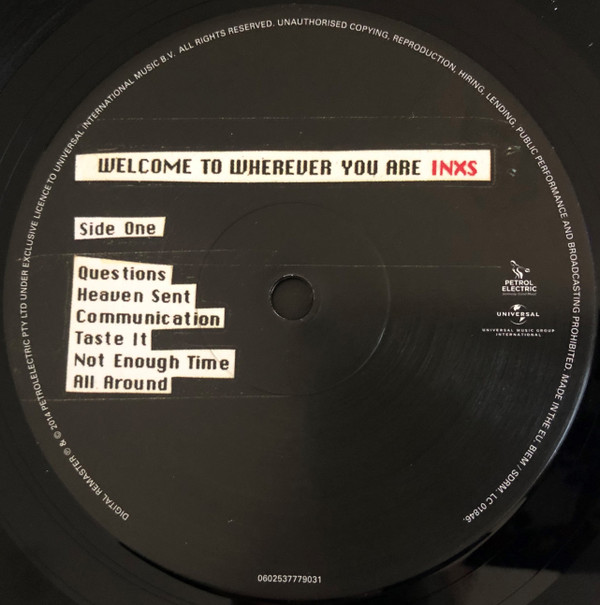 WELCOME TO WHEREVER YOU ARE INXS
Side One
Questions
Heaven Sent
Communication
Taste It
Not Enough Time
All Around
PETROL
ELECTRIC
UNIVERSAL
UNIVERSAL MUSIC GROUP
INTERNATIONAL
DIGITAL REMASTER ℗ & © 2014 PETROLELECTRIC PTY LTD UNDER EXCLUSIVE LICENCE TO UNIVERSAL INTERNATIONAL MUSIC B.V. ALL RIGHTS RESERVED. UNAUTHORISED COPYING, REPRODUCTION, HIRING, LENDING, PUBLIC PERFORMANCE AND BROADCASTING PROHIBITED. MADE IN THE EU. BIEM/ SDRM. LC 01846.
0602537779031